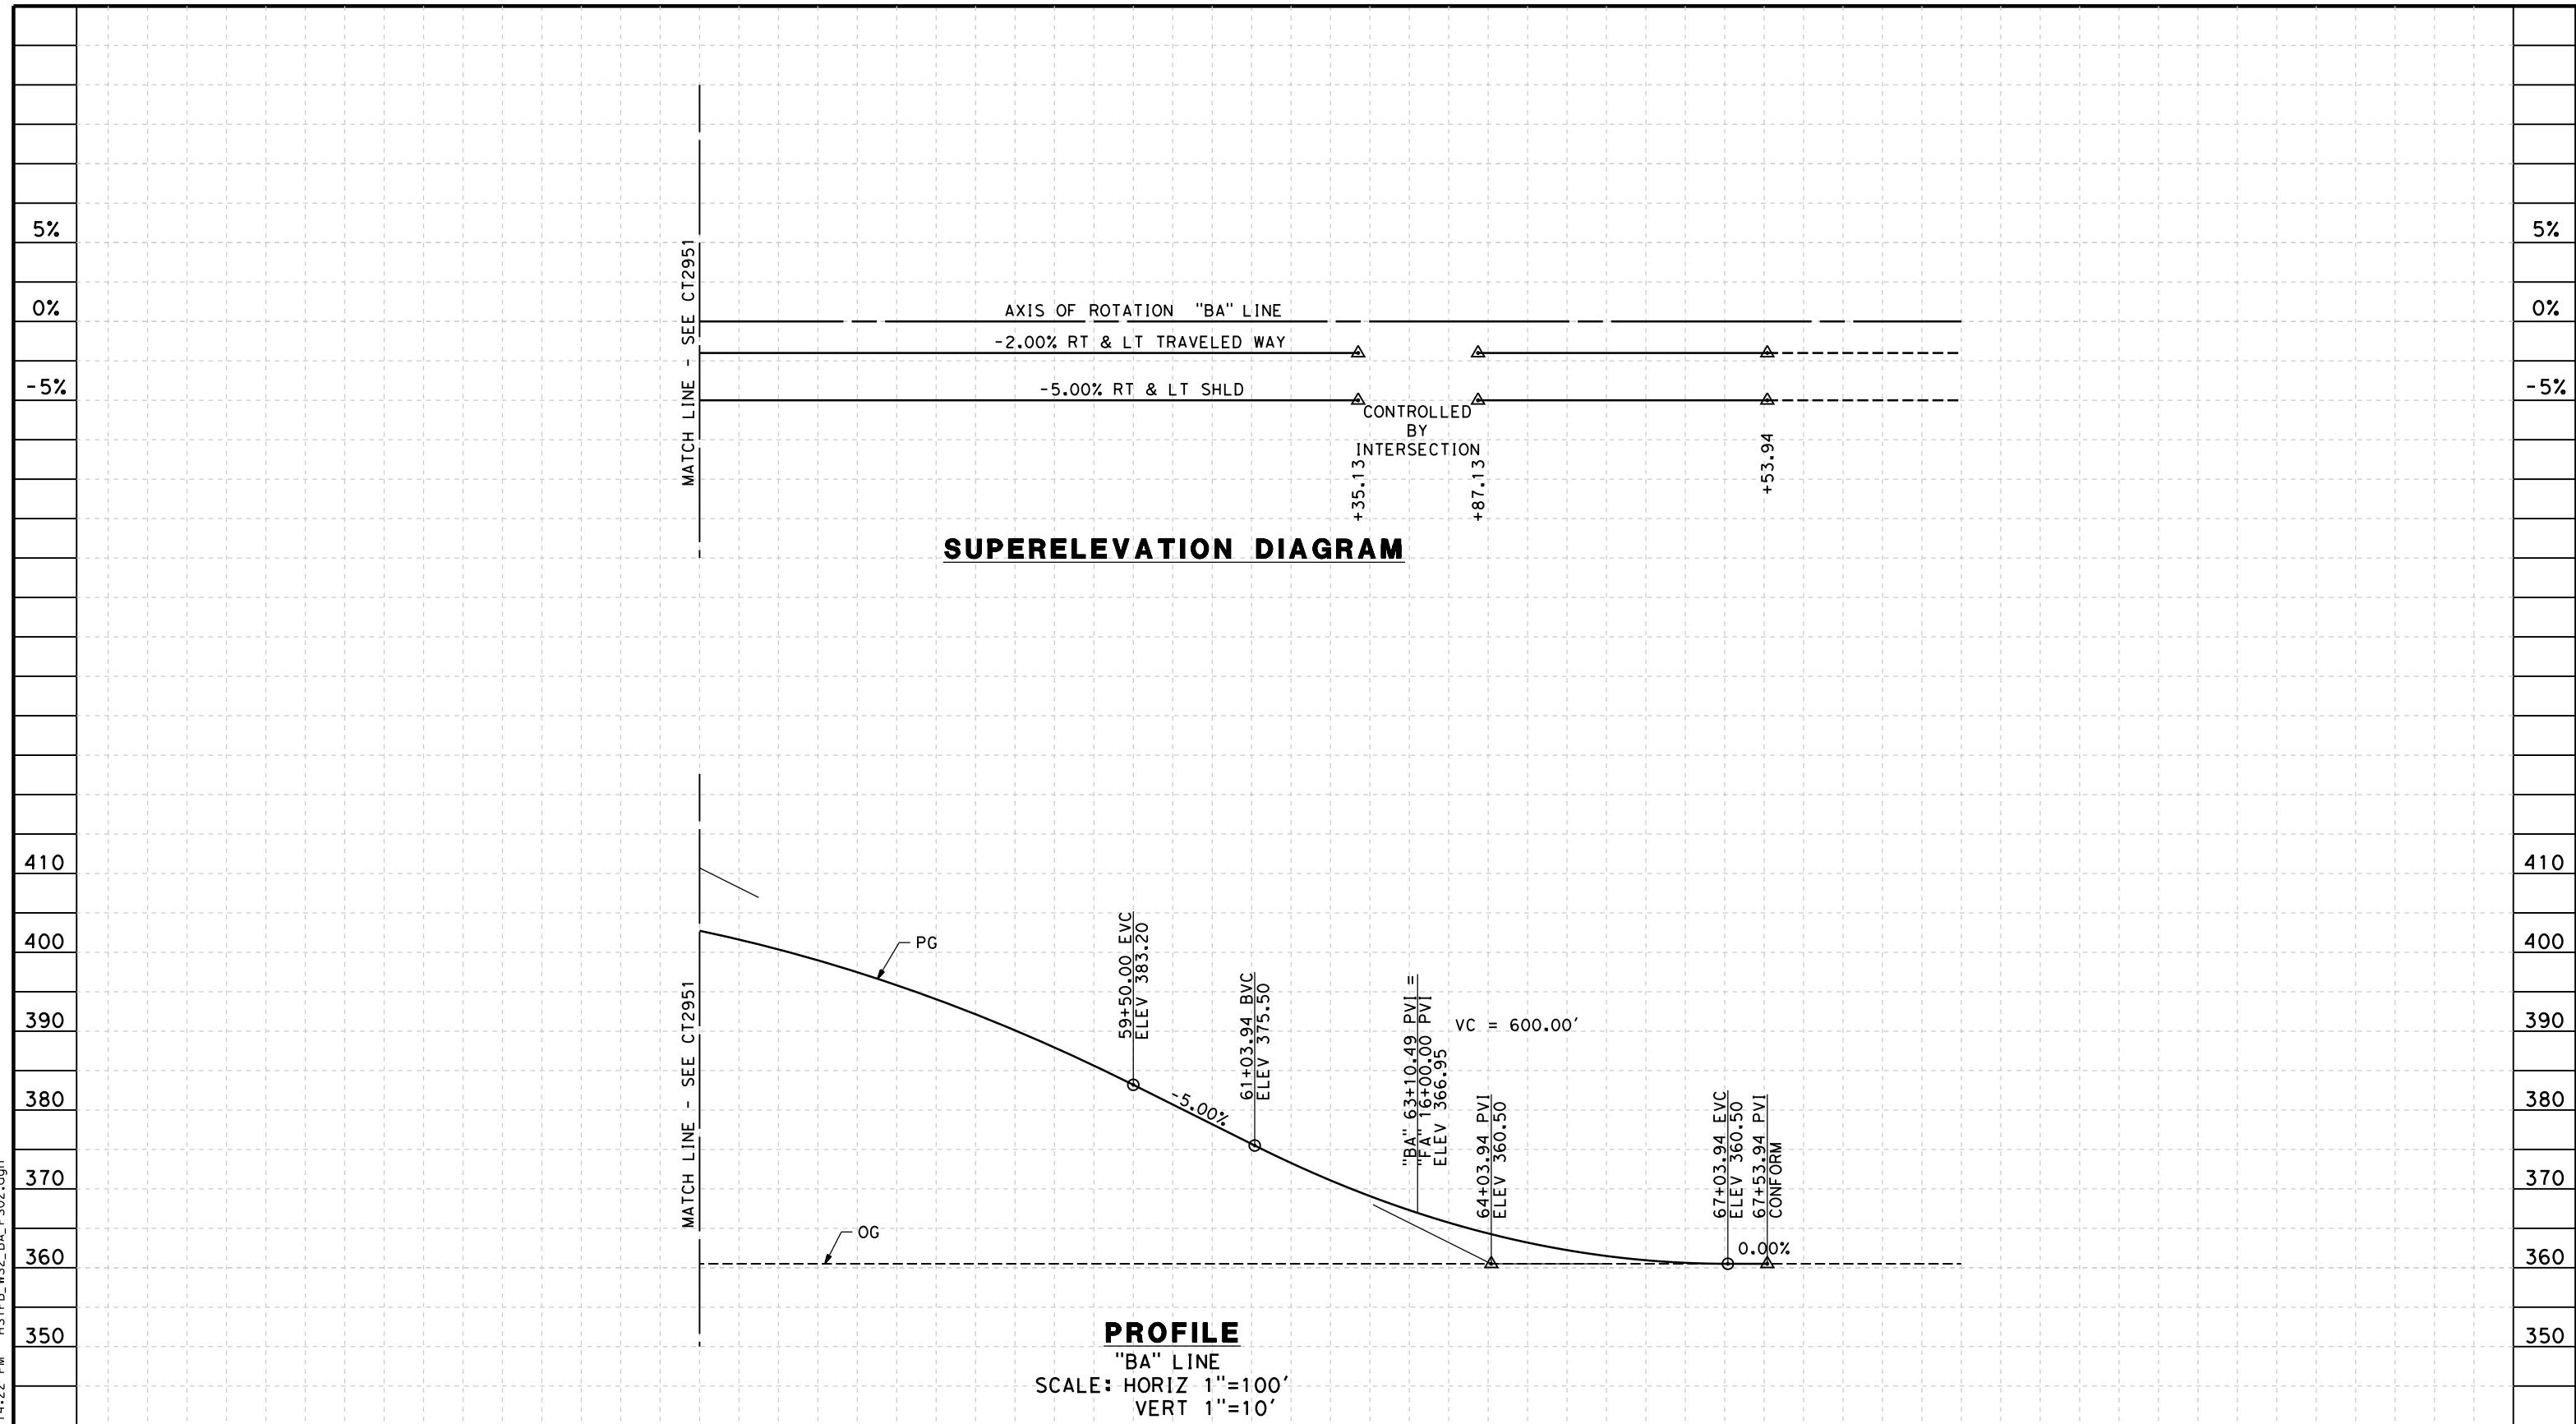 5%
5%
0%
0%
-5%
-5%
MATCH LINE - SEE CT2951
AXIS OF ROTATION "BA" LINE
-2.00% RT & LT TRAVELED WAY
-5.00% RT & LT SHLD
CONTROLLED
BY
INTERSECTION
+35.13
+87.13
+53.94
SUPERELEVATION DIAGRAM
410
410
400
400
390
390
380
380
370
370
360
360
350
350
MATCH LINE - SEE CT2951
PG
OG
59+50.00 EVC
ELEV 383.20
-5.00%
61+03.94 BVC
ELEV 375.50
"BA" 63+10.49 PVI =
"FA" 16+00.00 PVI
ELEV 366.95
VC = 600.00'
64+03.94 PVI
ELEV 360.50
67+03.94 EVC
ELEV 360.50
67+53.94 PVI
CONFORM
0.00%
PROFILE
"BA" LINE
SCALE: HORIZ 1"=100'
VERT 1"=10'